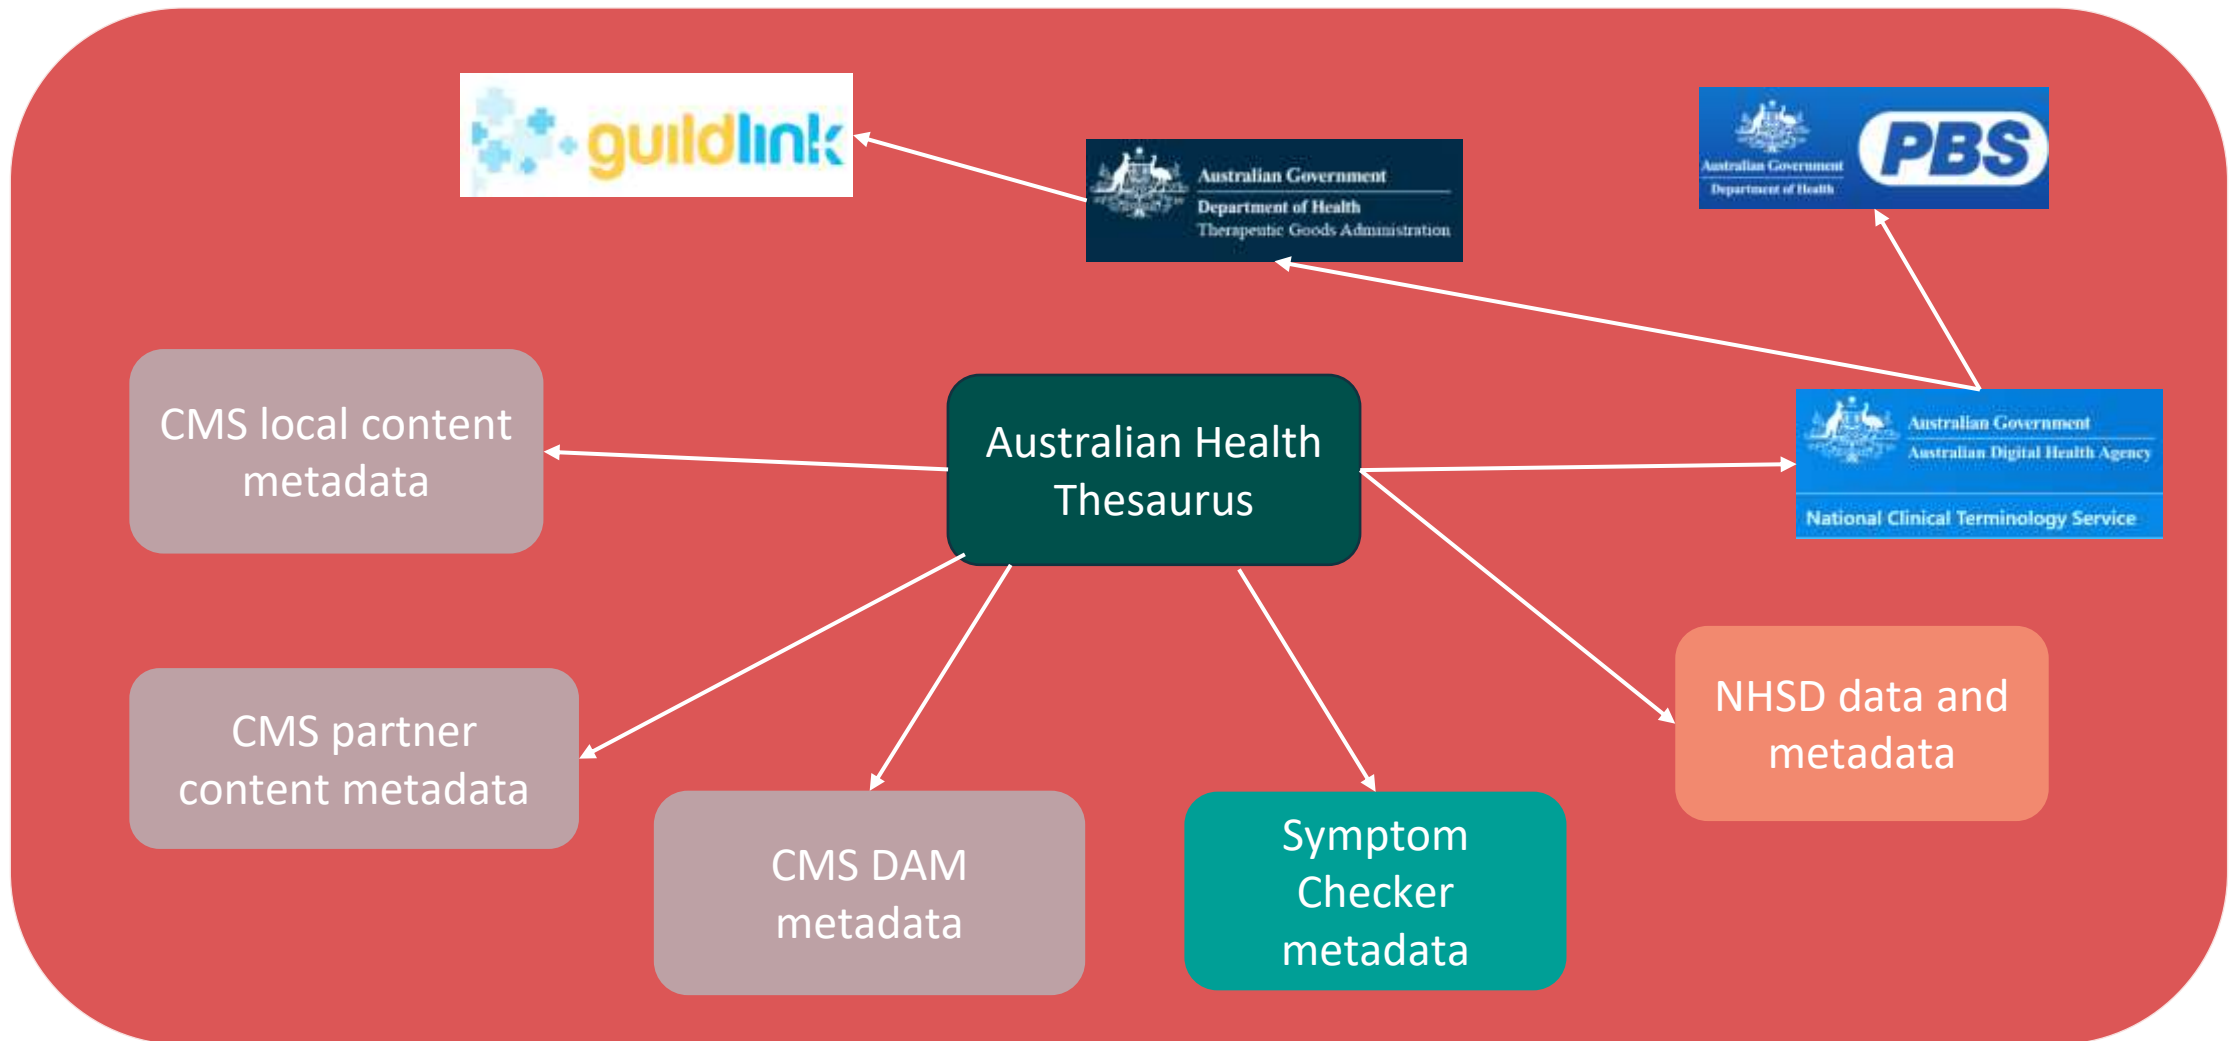 guildlink
Australian Government
Department of Health
Therapeutic Goods Administration
Australian Government
Department of Health
PBS
CMS local content
metadata
Australian Health
Thesaurus
Australian Government
Australian Digital Health Agency
National Clinical Terminology Service
CMS partner
content metadata
CMS DAM
metadata
Symptom
Checker
metadata
NHSD data and
metadata